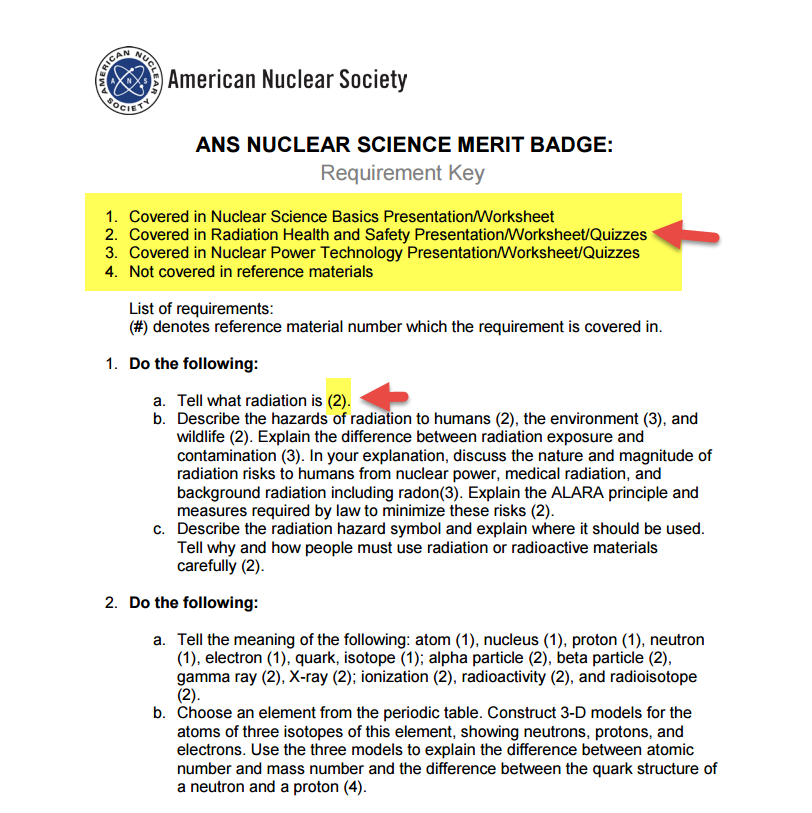 AMERICAN NUCLEAR SOCIETY
A N S
American Nuclear Society
ANS NUCLEAR SCIENCE MERIT BADGE:
Requirement Key
1. Covered in Nuclear Science Basics Presentation/Worksheet
2. Covered in Radiation Health and Safety Presentation/Worksheet/Quizzes
3. Covered in Nuclear Power Technology Presentation/Worksheet/Quizzes
4. Not covered in reference materials
List of requirements:
(#) denotes reference material number which the requirement is covered in.
1. Do the following:
a. Tell what radiation is (2).
b. Describe the hazards of radiation to humans (2), the environment (3), and
wildlife (2). Explain the difference between radiation exposure and
contamination (3). In your explanation, discuss the nature and magnitude of
radiation risks to humans from nuclear power, medical radiation, and
background radiation including radon(3). Explain the ALARA principle and
measures required by law to minimize these risks (2).
c. Describe the radiation hazard symbol and explain where it should be used.
Tell why and how people must use radiation or radioactive materials
carefully (2).
2. Do the following:
a. Tell the meaning of the following: atom (1), nucleus (1), proton (1), neutron
(1), electron (1), quark, isotope (1); alpha particle (2), beta particle (2),
gamma ray (2), X-ray (2); ionization (2), radioactivity (2), and radioisotope
(2).
b. Choose an element from the periodic table. Construct 3-D models for the
atoms of three isotopes of this element, showing neutrons, protons, and
electrons. Use the three models to explain the difference between atomic
number and mass number and the difference between the quark structure of
a neutron and a proton (4).